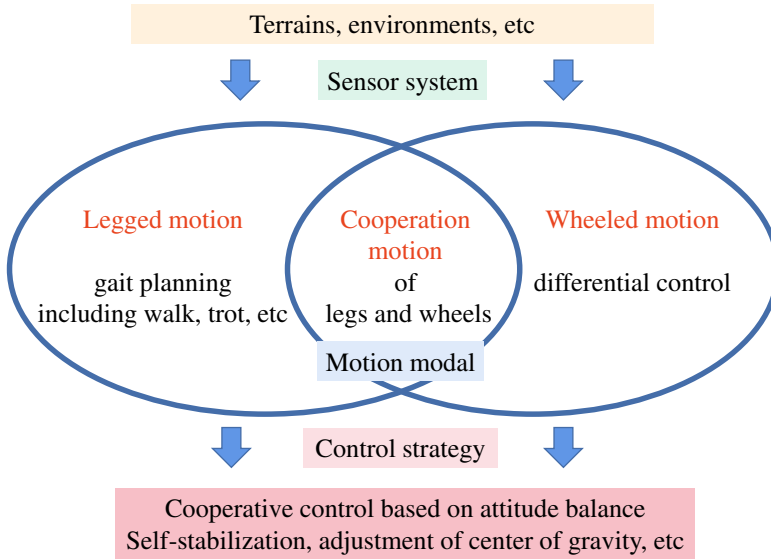 Terrains, environments, etc
Sensor system
Legged motion
gait planning
including walk, trot, etc
Cooperation
motion
of
legs and wheels
Wheeled motion
differential control
Motion modal
Control strategy
Cooperative control based on attitude balance
Self-stabilization, adjustment of center of gravity, etc